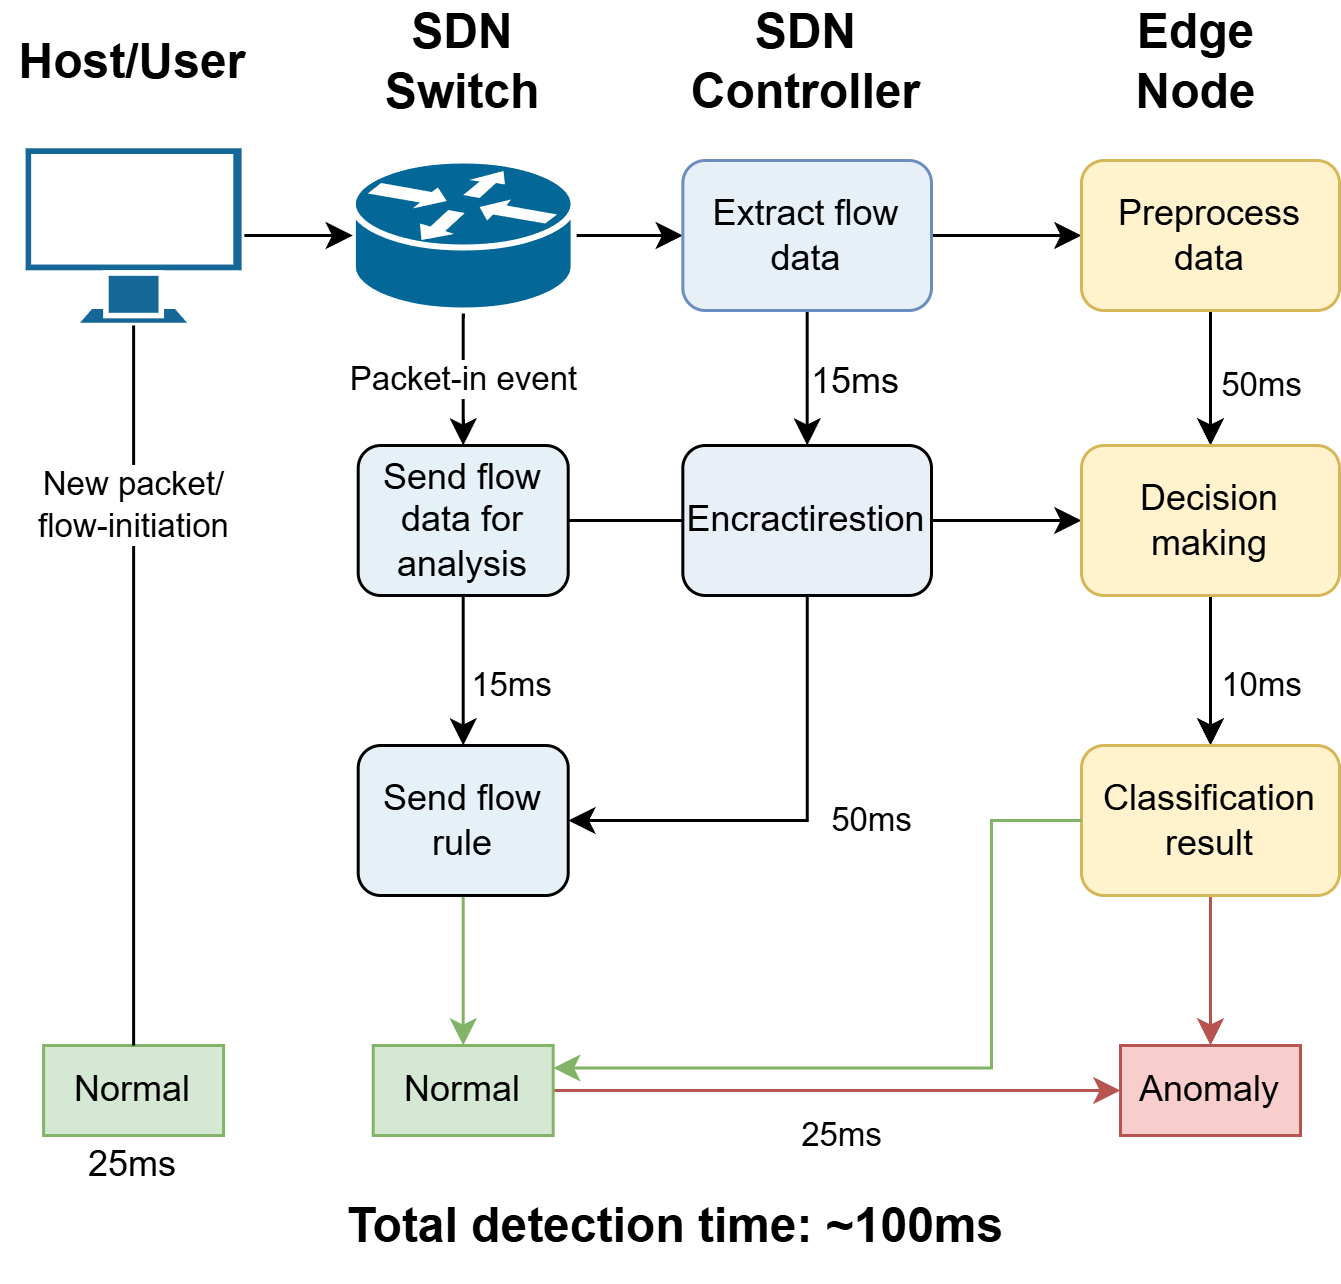 Host/User
SDN
Switch
SDN
Controller
Edge
Node
Extract flow
data
Preprocess
data
Packet-in event
15ms
50ms
New packet/
flow-initiation
Send flow
data for
analysis
Encractirestion
Decision
making
15ms
10ms
Send flow
rule
50ms
Classification
result
Normal
25ms
Normal
25ms
Anomaly
Total detection time: ~100ms